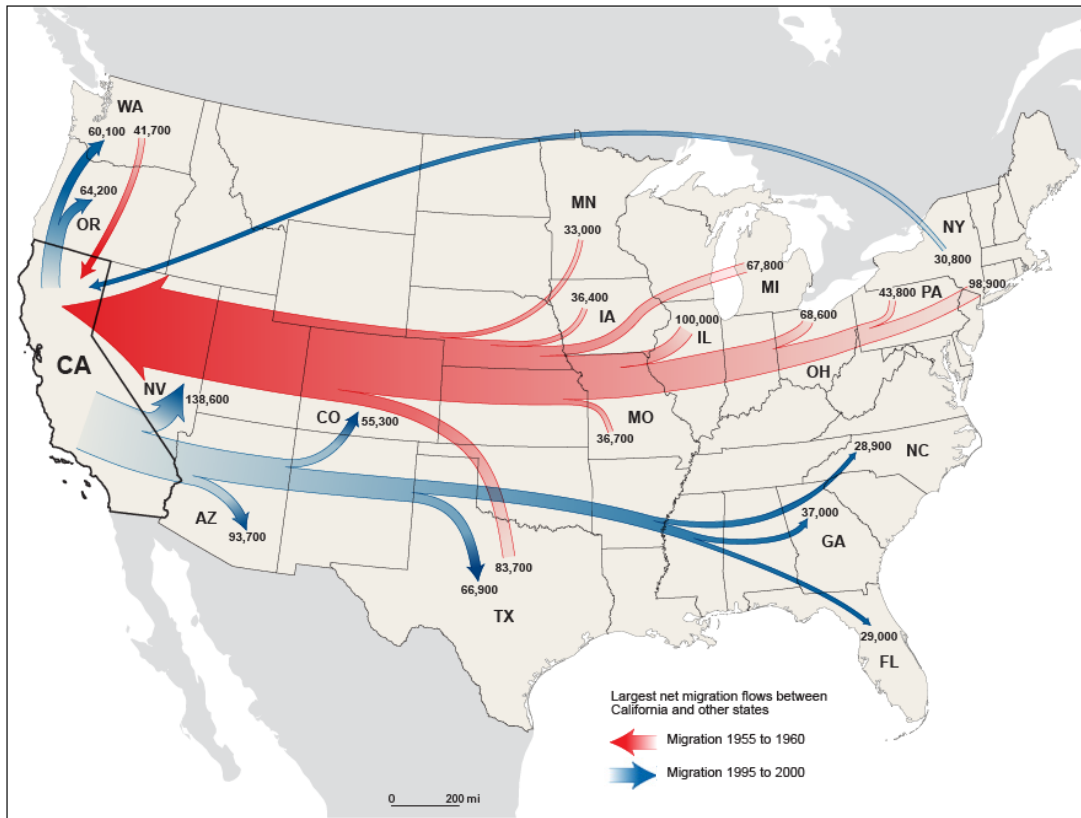 WA
60,100 41,700
64,200
OR
MN
33,000
NY
30,800
67,800
MI
36,400
IA
100,000
IL
43,800
PA
98,900
68,600
OH
CA
NV
138,600
CO
55,300
MO
36,700
28,900
NC
37,000
GA
AZ
93,700
83,700
66,900
TX
29,000
FL
Largest net migration flows between
California and other states
Migration 1955 to 1960
Migration 1995 to 2000
0 200 mi